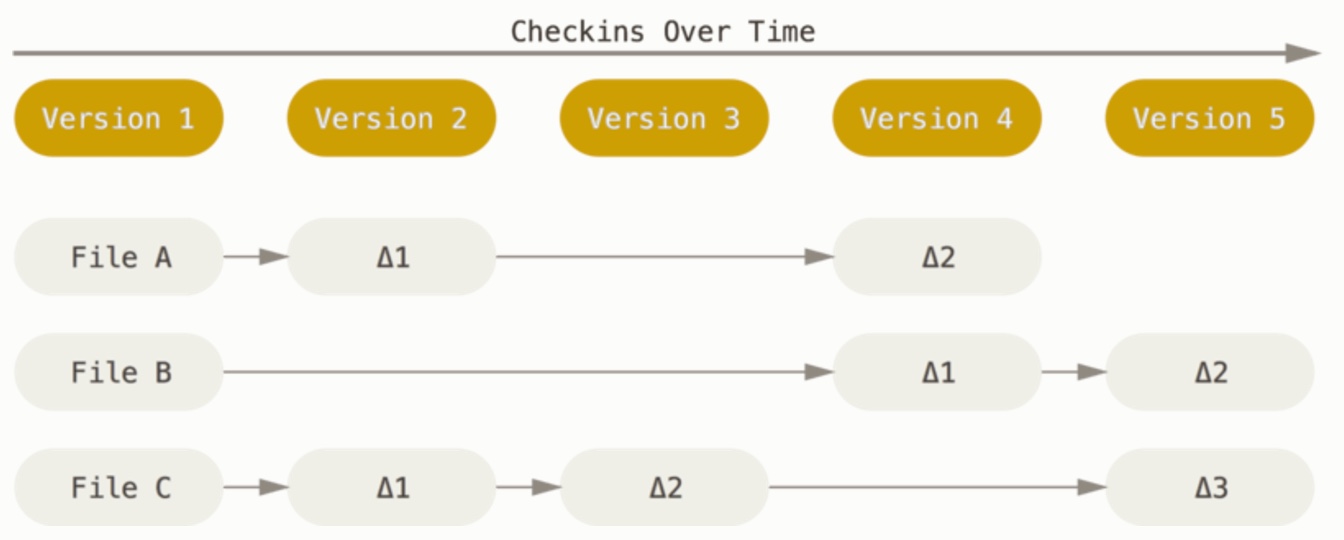 Checkins Over Time
Version 1 Version 2 Version 3 Version 4 Version 5
File A Δ1 Δ2
File B Δ1 Δ2
File C Δ1 Δ2 Δ3